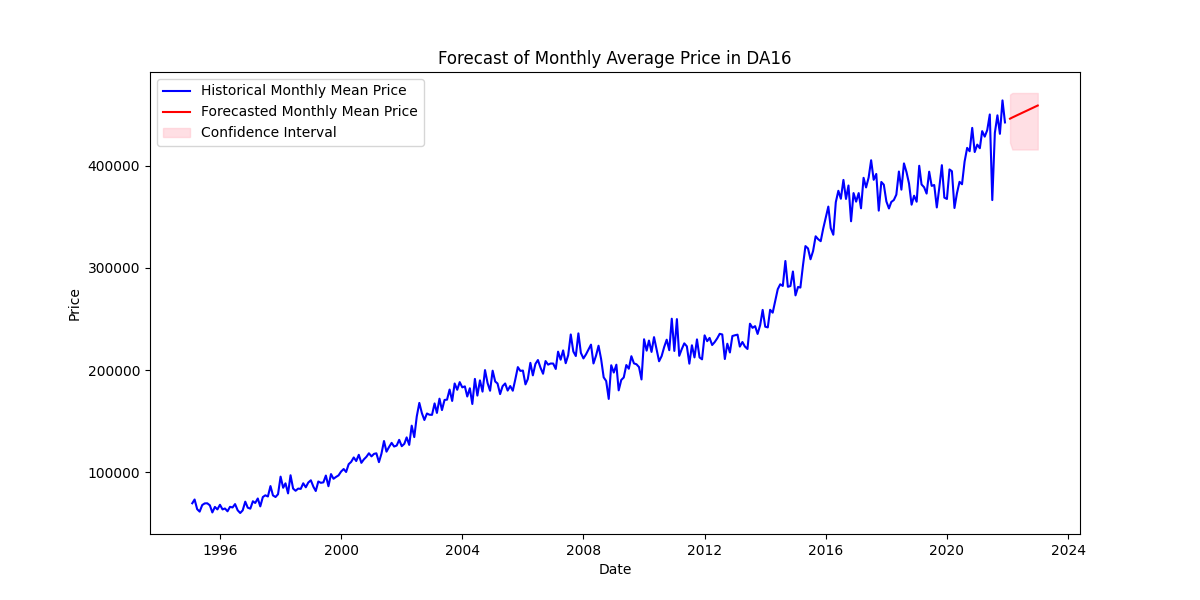 Forecast of Monthly Average Price in DA16
Historical Monthly Mean Price
Forecasted Monthly Mean Price
Confidence Interval
400000
300000
200000
100000
Price
1996 2000 2004 2008 2012 2016 2020 2024
Date